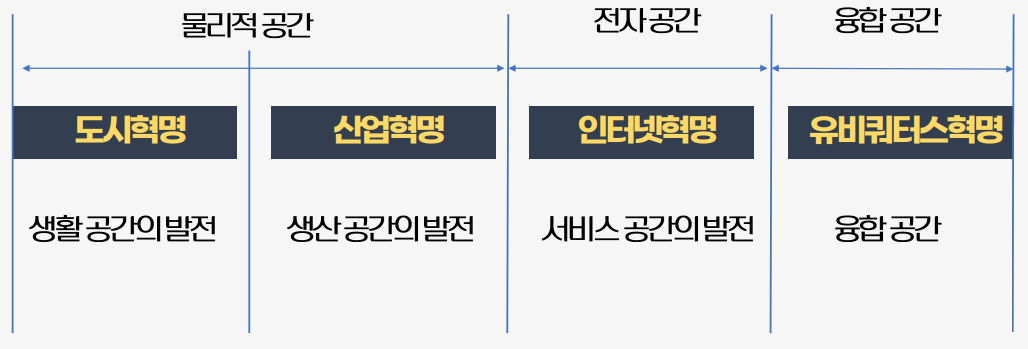 물리적 공간
전자 공간
융합 공간
도시혁명
산업혁명
인터넷혁명
유비쿼터스혁명
생활 공간의 발전
생산 공간의 발전
서비스 공간의 발전
융합 공간